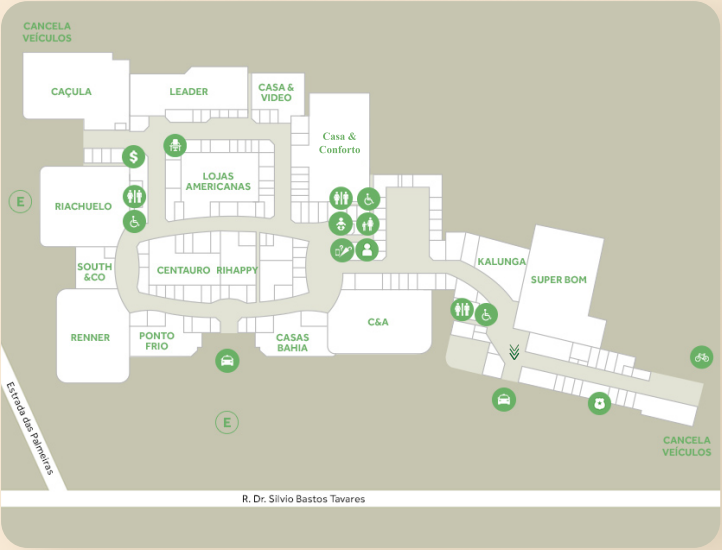 CANCELA
VEÍCULOS
CAÇULA
LEADER
CASA &
VIDEO
Casa &
Conforto
$
LOJAS
AMERICANAS
E
RIACHUELO
SOUTH
&CO
CENTAURO
RIHAPPY
KALUNGA
SUPER BOM
RENNER
PONTO
FRIO
CASAS
BAHIA
C&A
E
Estrada das Palmeiras
CANCELA
VEÍCULOS
R. Dr. Silvio Bastos Tavares